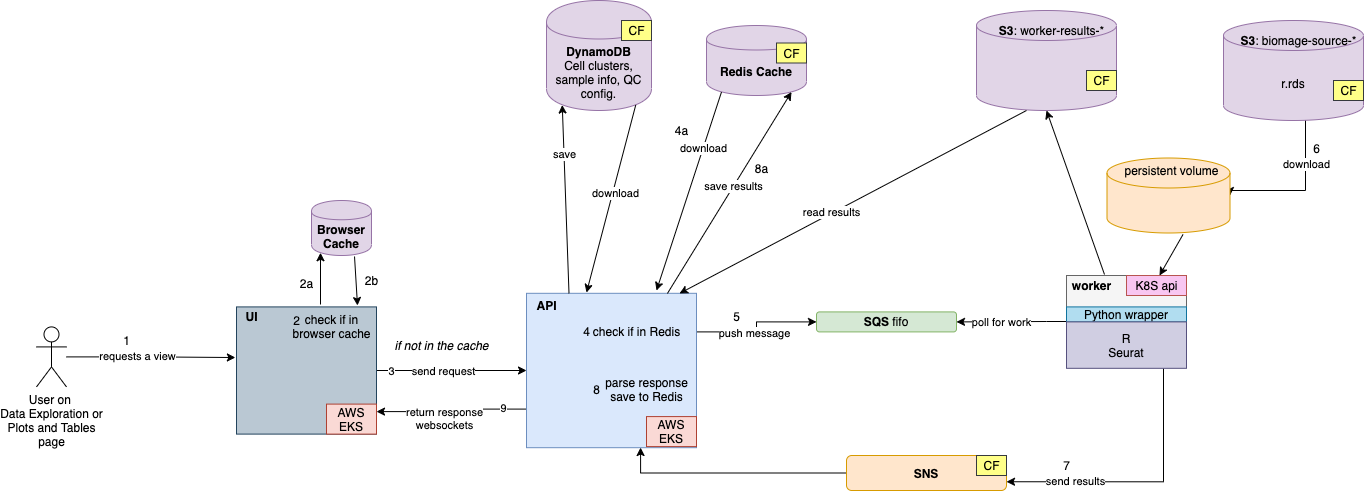 CF
DynamoDB
Cell clusters,
sample info, QC
config.
CF
Redis Cache
S3: worker-results-*
CF
S3: biomage-source-*
r.rds
CF
save
download
4a
download
8a
save results
read results
6
download
persistent volume
Browser
Cache
2a
2b
UI
2 check if in
browser cache
AWS
EKS
1
requests a view
User on
Data Exploration or
Plots and Tables
page
if not in the cache
3
send request
9
return response
websockets
API
4 check if in Redis
8
parse response
save to Redis
AWS
EKS
5
push message
SQS fifo
poll for work
worker
K8S api
Python wrapper
R
Seurat
7
send results
SNS
CF